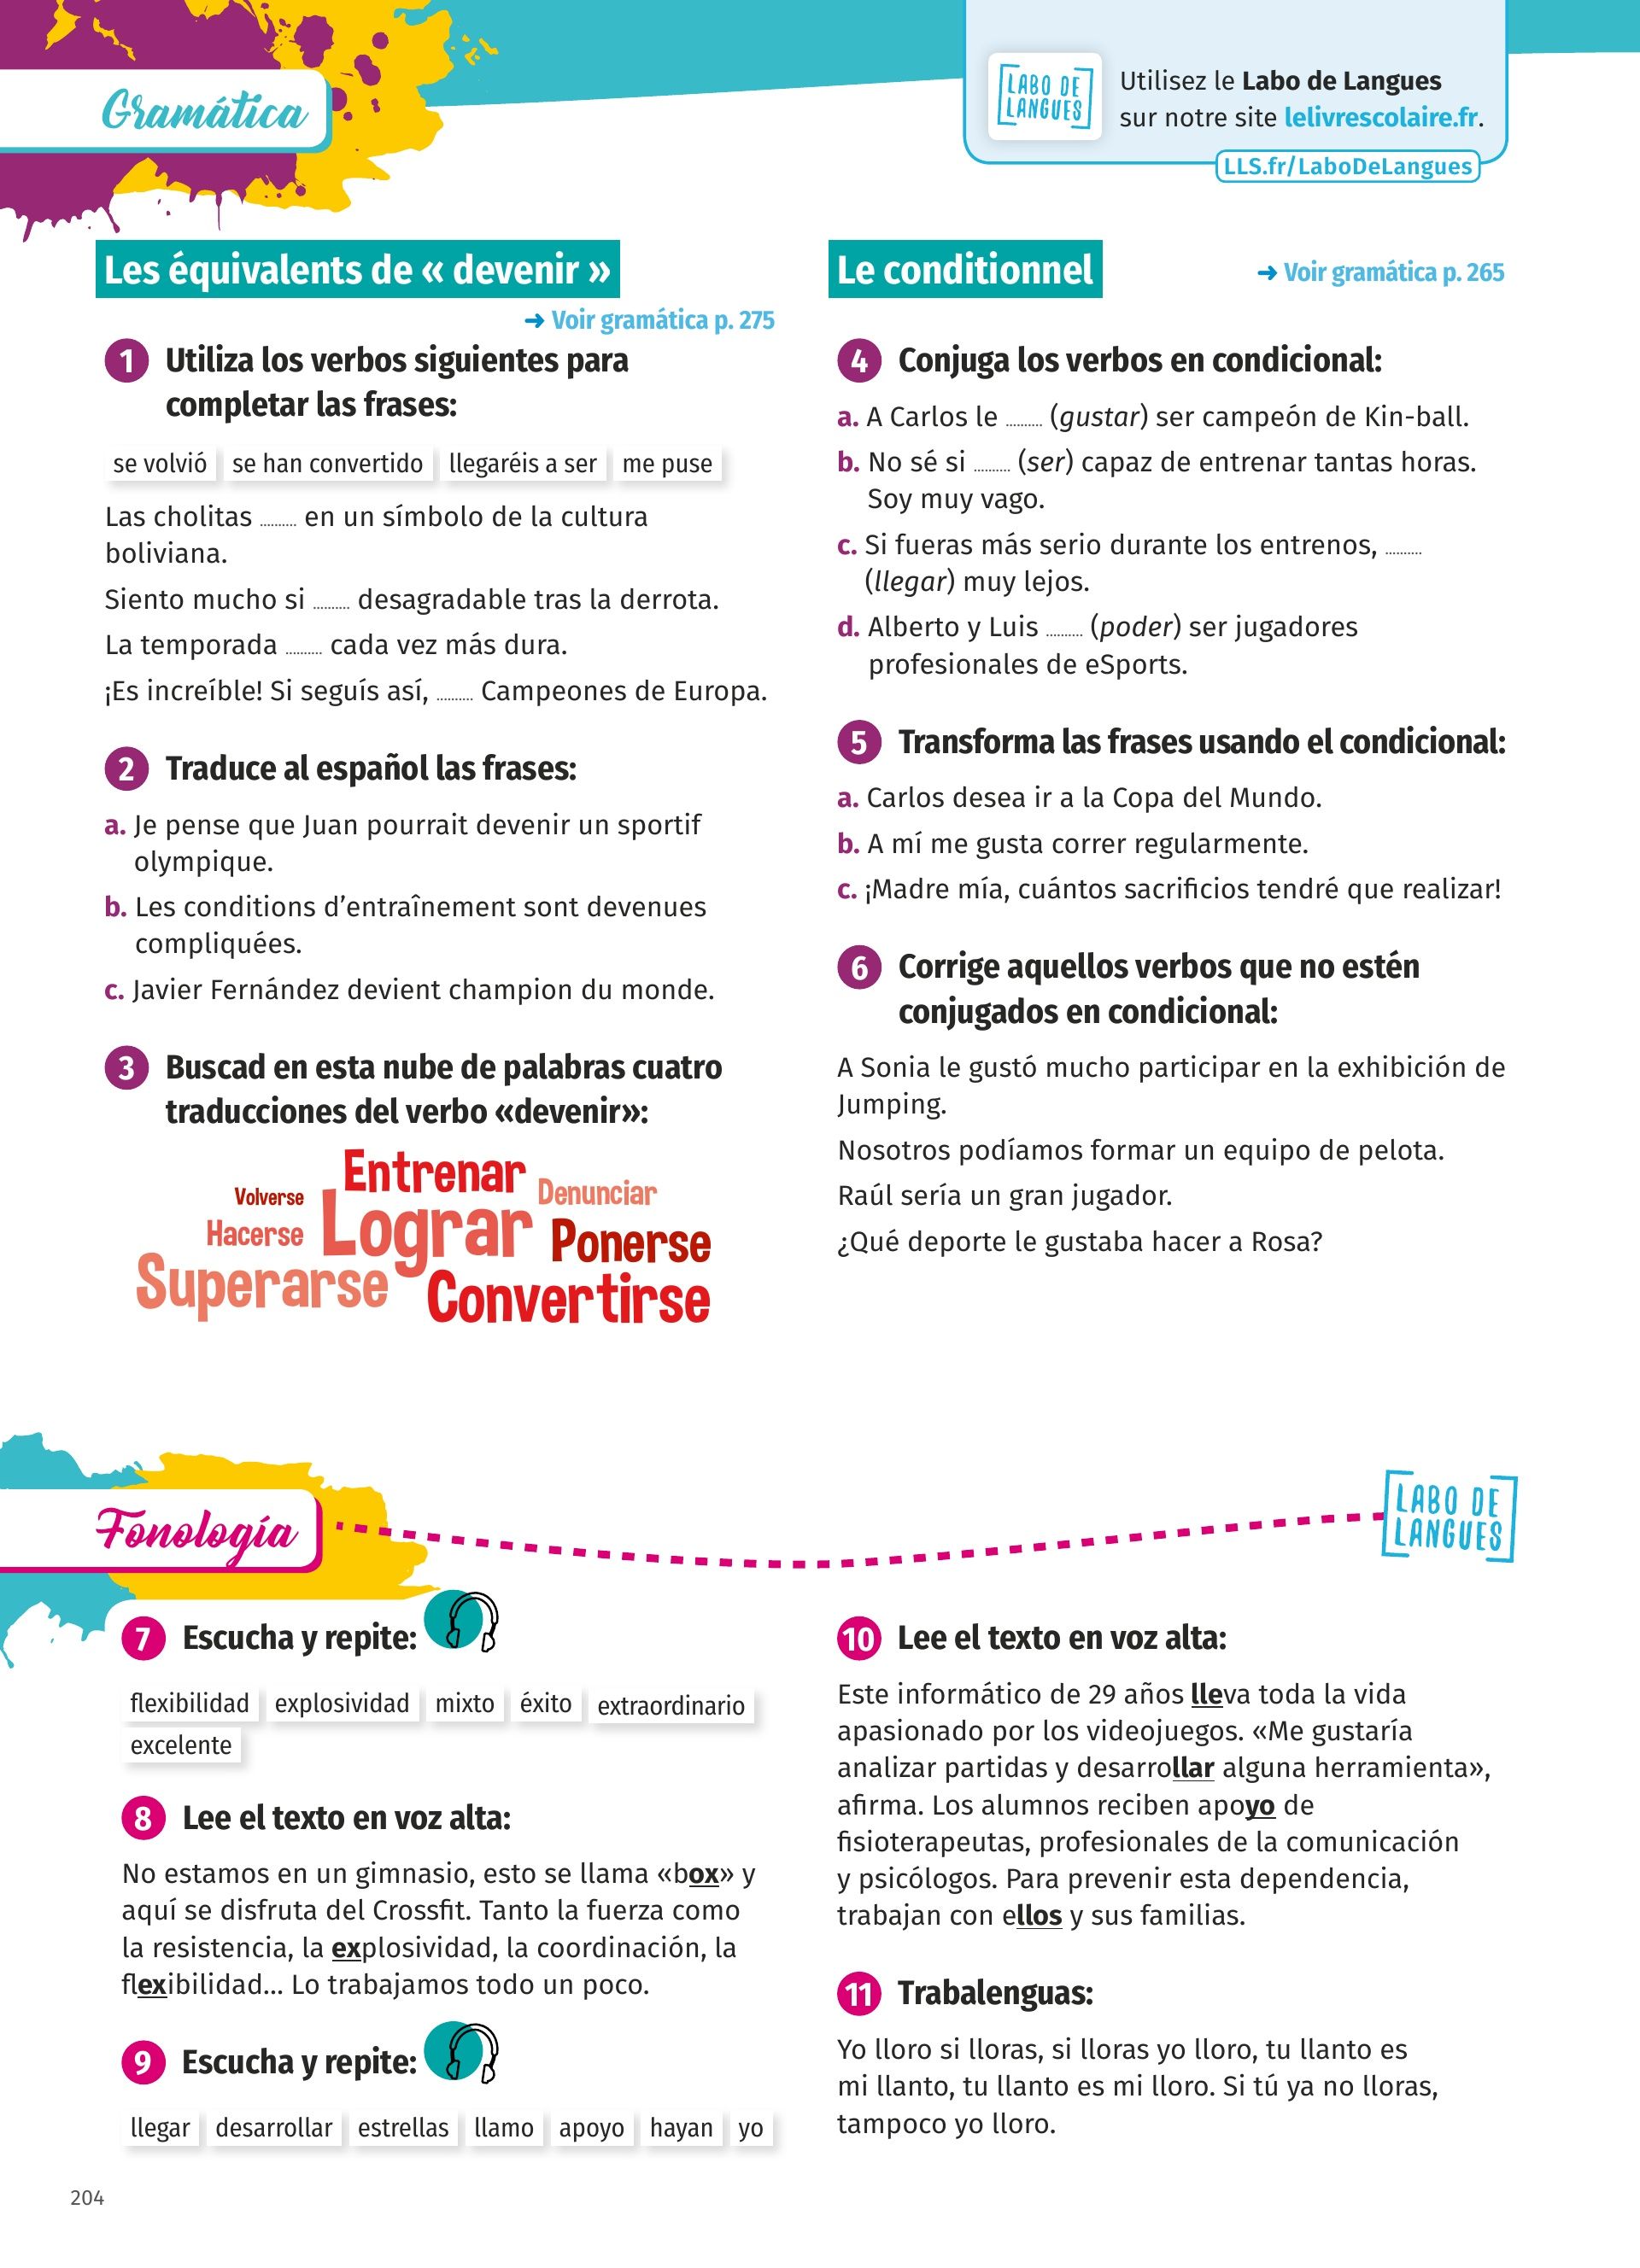 Gramática
LABO DE
LANGUES
Utilisez le Labo de Langues
sur notre site lelivrescolaire.fr.
LLS.fr/LaboDeLangues
Les équivalents de « devenir »
➜ Voir gramática p. 275
1 Utiliza los verbos siguientes para
completar las frases:
se volvió se han convertido llegaréis a ser me puse
Las cholitas .......... en un símbolo de la cultura
boliviana.
Siento mucho si .......... desagradable tras la derrota.
La temporada .......... cada vez más dura.
¡Es increíble! Si seguís así, .......... Campeones de Europa.
2 Traduce al español las frases:
a. Je pense que Juan pourrait devenir un sportif
olympique.
b. Les conditions d’entraînement sont devenues
compliquées.
c. Javier Fernández devient champion du monde.
3 Buscad en esta nube de palabras cuatro
traducciones del verbo «devenir»:
Entrenar
Volverse
Denunciar
Hacerse
Lograr
Ponerse
Superarse
Convertirse
Le conditionnel
➜ Voir gramática p. 265
4 Conjuga los verbos en condicional:
a. A Carlos le .......... (gustar) ser campeón de Kin-ball.
b. No sé si .......... (ser) capaz de entrenar tantas horas.
Soy muy vago.
c. Si fueras más serio durante los entrenos, ..........
(llegar) muy lejos.
d. Alberto y Luis .......... (poder) ser jugadores
profesionales de eSports.
5 Transforma las frases usando el condicional:
a. Carlos desea ir a la Copa del Mundo.
b. A mí me gusta correr regularmente.
c. ¡Madre mía, cuántos sacrificios tendré que realizar!
6 Corrige aquellos verbos que no estén
conjugados en condicional:
A Sonia le gustó mucho participar en la exhibición de
Jumping.
Nosotros podíamos formar un equipo de pelota.
Raúl sería un gran jugador.
¿Qué deporte le gustaba hacer a Rosa?
Fonología
LABO DE
LANGUES
7 Escucha y repite:
flexibilidad explosividad mixto éxito extraordinario
excelente
8 Lee el texto en voz alta:
No estamos en un gimnasio, esto se llama «box» y
aquí se disfruta del Crossfit. Tanto la fuerza como
la resistencia, la explosividad, la coordinación, la
flexibilidad... Lo trabajamos todo un poco.
9 Escucha y repite:
llegar desarrollar estrellas llamo apoyo hayan yo
10 Lee el texto en voz alta:
Este informático de 29 años lleva toda la vida
apasionado por los videojuegos. «Me gustaría
analizar partidas y desarrollar alguna herramienta»,
afirma. Los alumnos reciben apoyo de
fisioterapeutas, profesionales de la comunicación
y psicólogos. Para prevenir esta dependencia,
trabajan con ellos y sus familias.
11 Trabalenguas:
Yo lloro si lloras, si lloras yo lloro, tu llanto es
mi llanto, tu llanto es mi lloro. Si tú ya no lloras,
tampoco yo lloro.
204